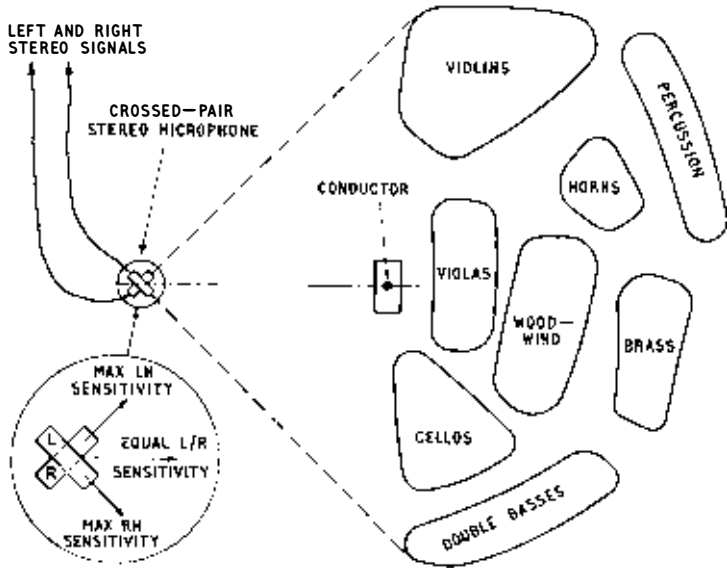 LEFT AND RIGHT
STEREO SIGNALS
CROSSED-PAIR
STEREO MICROPHONE
CONDUCTOR
VIOLINS
PERCUSSION
HORNS
VIOLAS
WOOD-
WIND
BRASS
CELLOS
DOUBLE BASSES
MAX LH
SENSITIVITY
L
R
EQUAL L/R
SENSITIVITY
MAX RH
SENSITIVITY